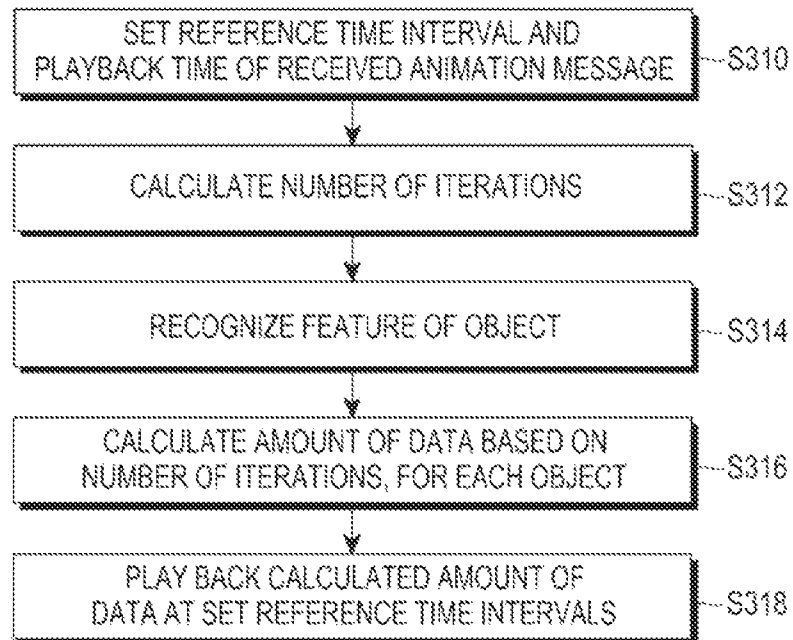 SET REFERENCE TIME INTERVAL AND
PLAYBACK TIME OF RECEIVED ANIMATION MESSAGE
S310
CALCULATE NUMBER OF ITERATIONS
S312
RECOGNIZE FEATURE OF OBJECT
S314
CALCULATE AMOUNT OF DATA BASED ON
NUMBER OF ITERATIONS, FOR EACH OBJECT
S316
PLAY BACK CALCULATED AMOUNT OF
DATA AT SET REFERENCE TIME INTERVALS
S318